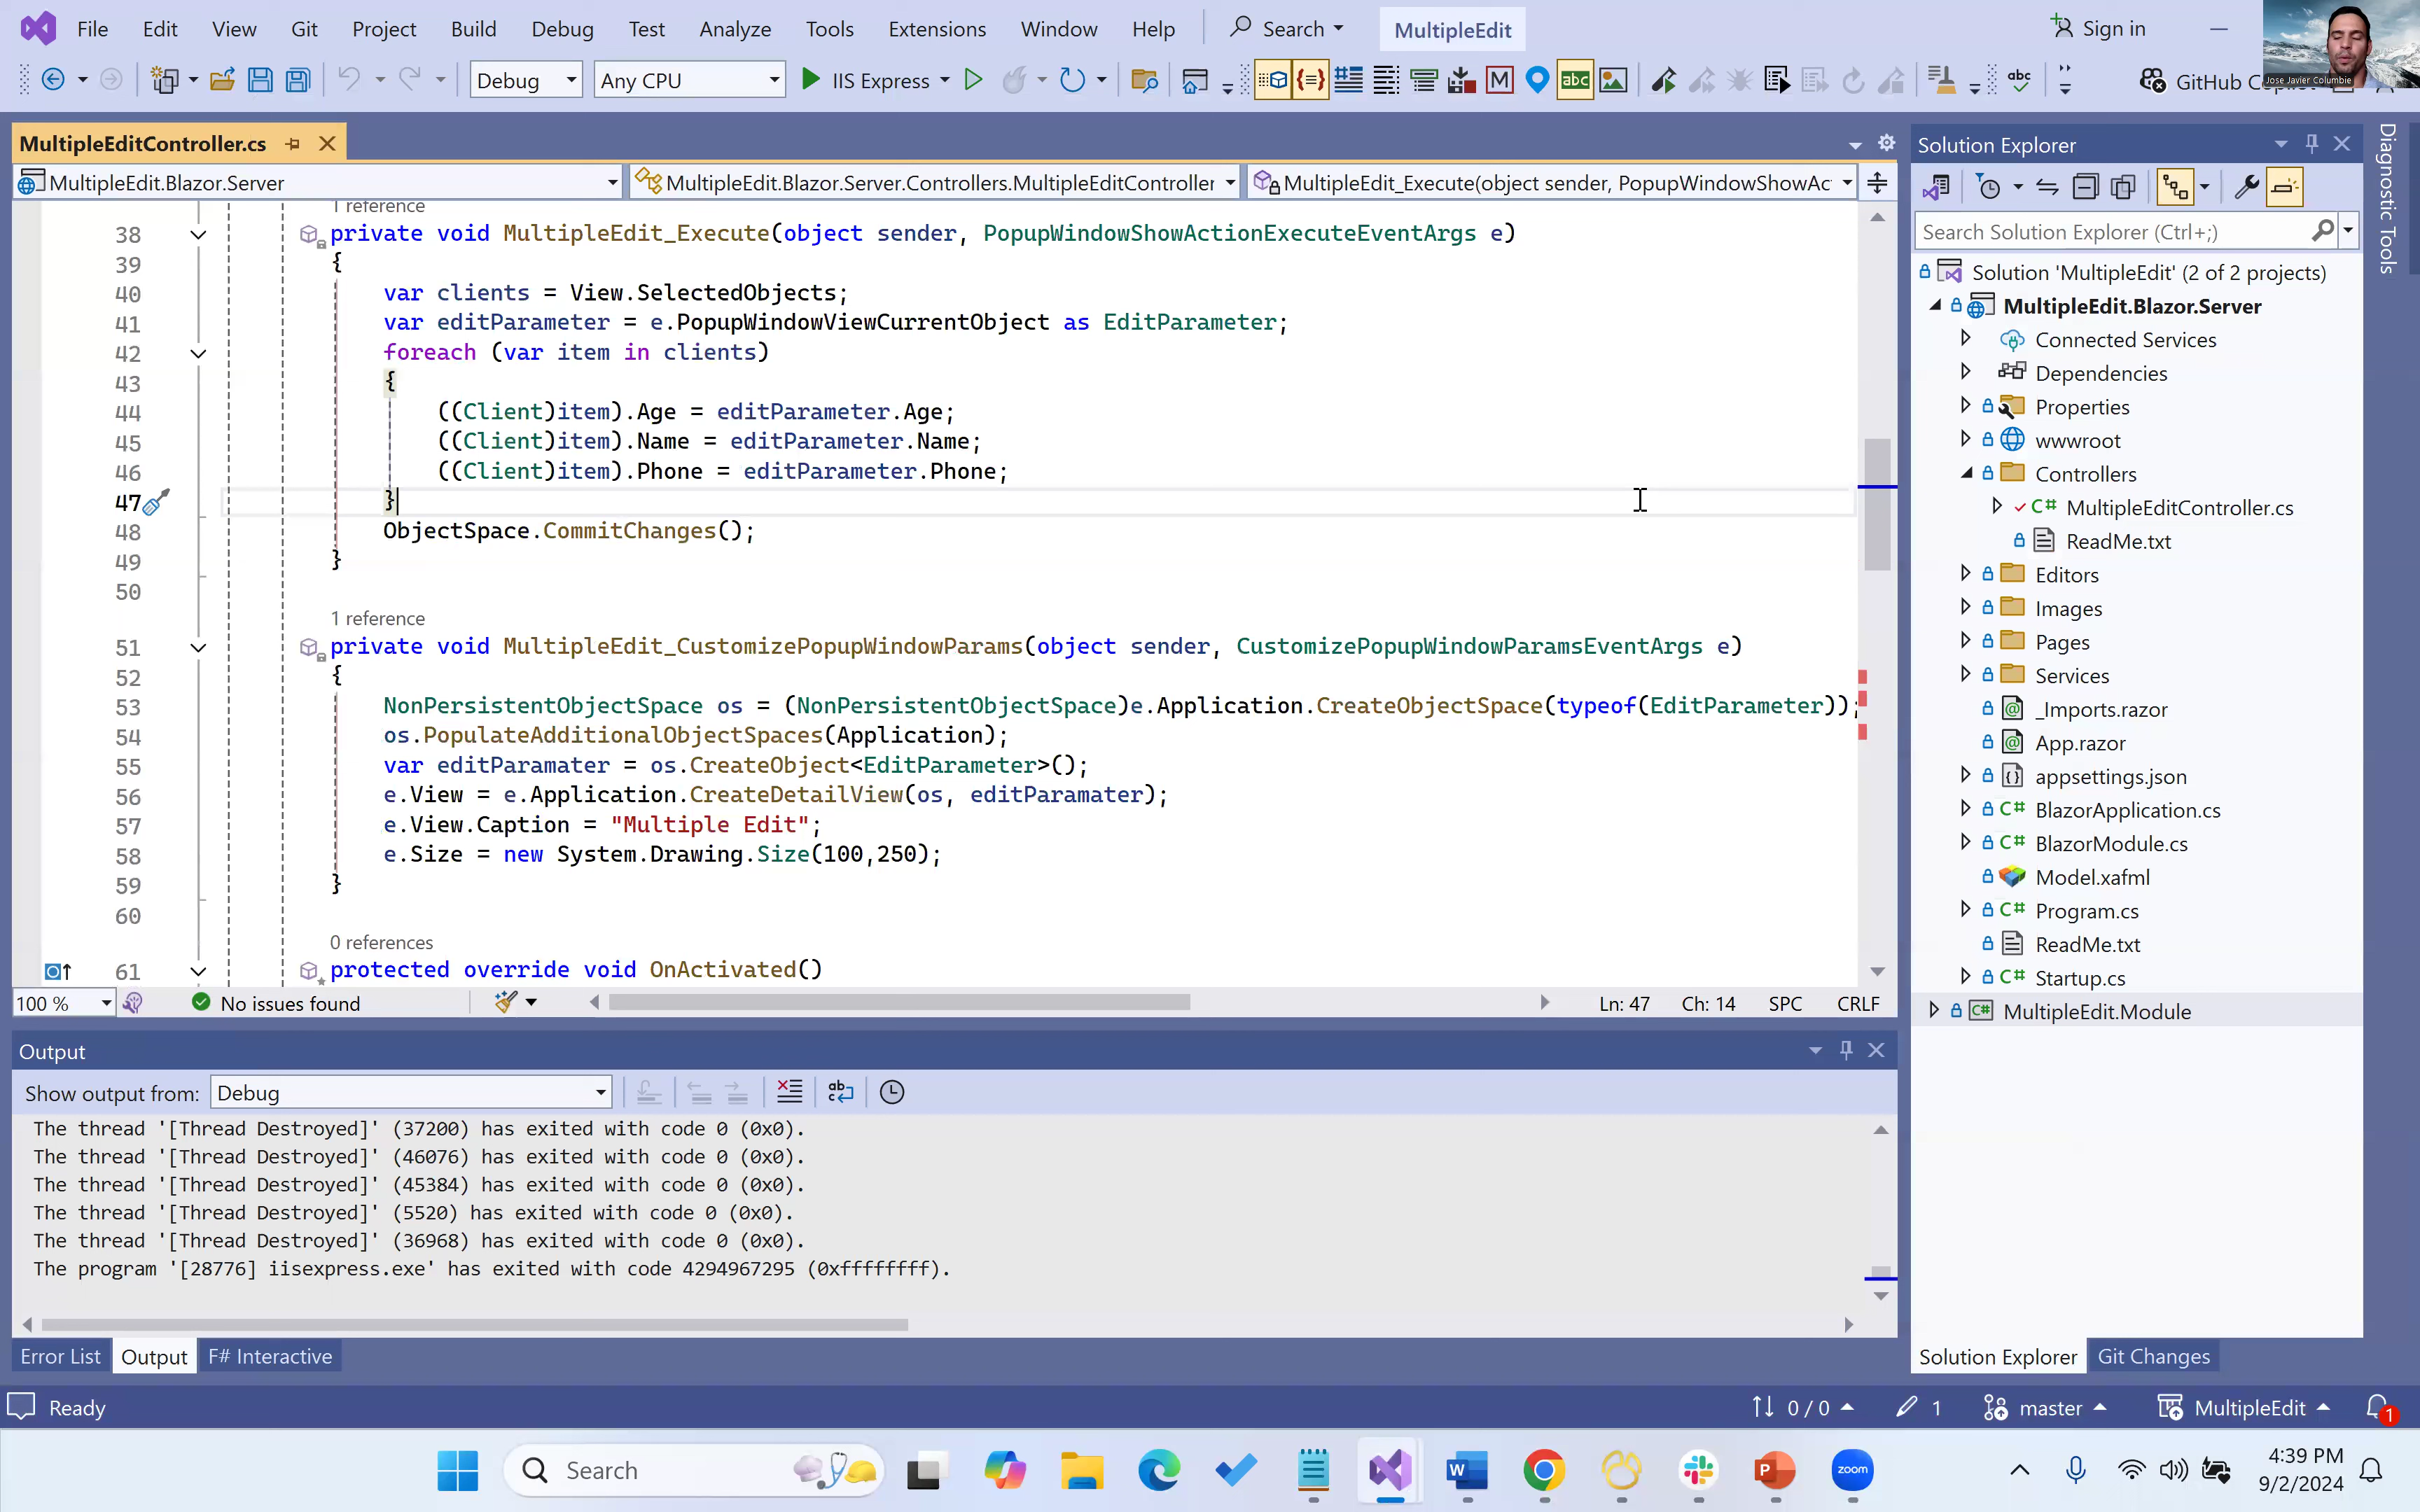 File Edit View Git Project Build Debug Test Analyze Tools Extensions Window Help Search MultipleEdit Sign in
Jose Javier Columbie
Debug Any CPU IIS Express abc abc
MultipleEditController.cs
MultipleEdit.Blazor.Server MultipleEdit.Blazor.Server.Controllers.MultipleEditController MultipleEdit_Execute(object sender, PopupWindowShowAc
1 reference
38 private void MultipleEdit_Execute(object sender, PopupWindowShowActionExecuteEventArgs e)
39 {
40 var clients = View.SelectedObjects;
41 var editParameter = e.PopupWindowViewCurrentObject as EditParameter;
42 foreach (var item in clients)
43 {
44 ((Client)item).Age = editParameter.Age;
45 ((Client)item).Name = editParameter.Name;
46 ((Client)item).Phone = editParameter.Phone;
47 }
48 ObjectSpace.CommitChanges();
49 }
50
1 reference
51 private void MultipleEdit_CustomizePopupWindowParams(object sender, CustomizePopupWindowParamsEventArgs e)
52 {
53 NonPersistentObjectSpace os = (NonPersistentObjectSpace)e.Application.CreateObjectSpace(typeof(EditParameter));
54 os.PopulateAdditionalObjectSpaces(Application);
55 var editParamater = os.CreateObject<EditParameter>();
56 e.View = e.Application.CreateDetailView(os, editParamater);
57 e.View.Caption = "Multiple Edit";
58 e.Size = new System.Drawing.Size(100,250);
59 }
60
0 references
61 protected override void OnActivated()
100 % No issues found Ln: 47 Ch: 14 SPC CRLF
Output
Show output from: Debug
The thread '[Thread Destroyed]' (37200) has exited with code 0 (0x0).
The thread '[Thread Destroyed]' (46076) has exited with code 0 (0x0).
The thread '[Thread Destroyed]' (45384) has exited with code 0 (0x0).
The thread '[Thread Destroyed]' (5520) has exited with code 0 (0x0).
The thread '[Thread Destroyed]' (36968) has exited with code 0 (0x0).
The program '[28776] iisexpress.exe' has exited with code 4294967295 (0xffffffff).
Error List Output F# Interactive
Solution Explorer
Diagnostic Tools
Search Solution Explorer (Ctrl+;)
Solution 'MultipleEdit' (2 of 2 projects)
MultipleEdit.Blazor.Server
Connected Services
Dependencies
Properties
wwwroot
Controllers
C# MultipleEditController.cs
ReadMe.txt
Editors
Images
Pages
Services
_Imports.razor
App.razor
appsettings.json
C# BlazorApplication.cs
C# BlazorModule.cs
Model.xafml
C# Program.cs
ReadMe.txt
C# Startup.cs
C# MultipleEdit.Module
Solution Explorer Git Changes
Ready 0 / 0 1 master MultipleEdit 1
Search zoom 4:39 PM
9/2/2024